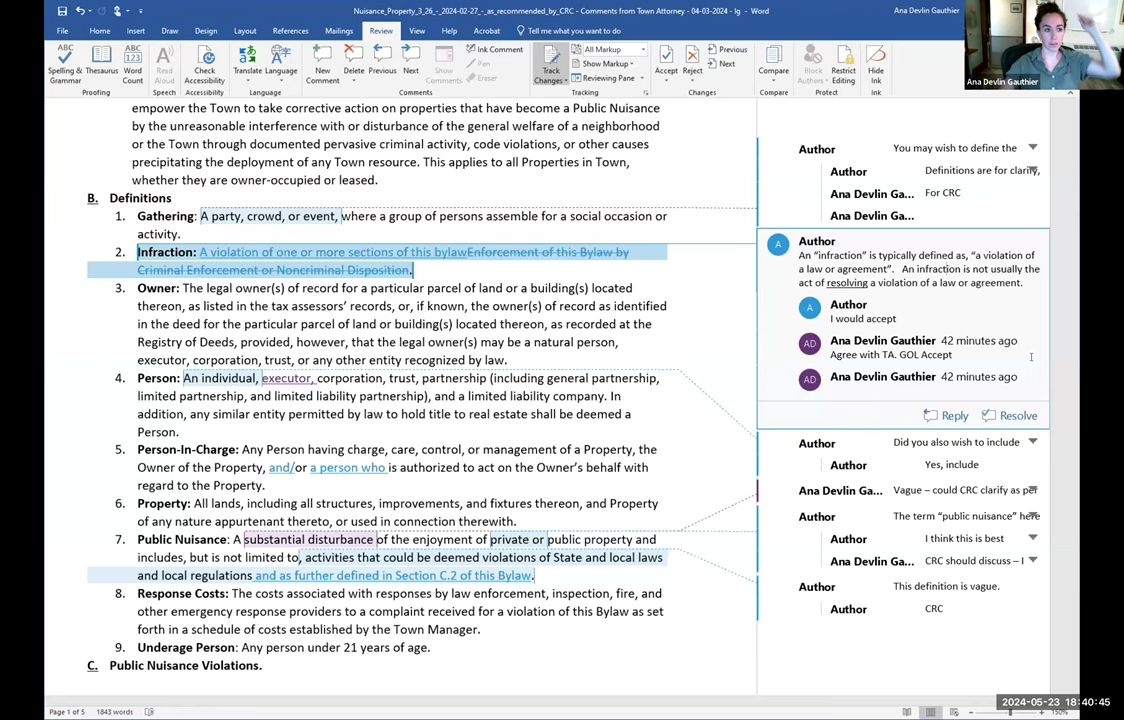 Nuisance_Property_3_26_-_2024-02-27_-_as_recommended_by_CRC - Comments from Town Attorney - 04-03-2024 - lg - Word
Ana Devlin Gauthier
File Home Insert Draw Design Layout References Mailings Review View Help Acrobat Tell me what you want to do
Spelling & Grammar
Thesaurus
Word Count
Read Aloud
Check Accessibility
Translate
Language
New Comment
Delete
Previous
Next
Show Comments
Ink Comment
Pen
Eraser
Track Changes
All Markup
Show Markup
Reviewing Pane
Accept
Reject
Previous
Next
Compare
Block Authors
Restrict Editing
Hide Ink
Proofing
Speech
Accessibility
Language
Comments
Tracking
Changes
Compare
Protect
Ink
Ana Devlin Gauthier
empower the Town to take corrective action on properties that have become a Public Nuisance
by the unreasonable interference with or disturbance of the general welfare of a neighborhood
or the Town through documented pervasive criminal activity, code violations, or other causes
precipitating the deployment of any Town resource. This applies to all Properties in Town,
whether they are owner-occupied or leased.
B. Definitions
1. Gathering: A party, crowd, or event, where a group of persons assemble for a social occasion or
activity.
2. Infraction: A violation of one or more sections of this bylawEnforcement of this Bylaw by
Criminal Enforcement or Noncriminal Disposition.
3. Owner: The legal owner(s) of record for a particular parcel of land or a building(s) located
thereon, as listed in the tax assessors’ records, or, if known, the owner(s) of record as identified
in the deed for the particular parcel of land or building(s) located thereon, as recorded at the
Registry of Deeds, provided, however, that the legal owner(s) may be a natural person,
executor, corporation, trust, or any other entity recognized by law.
4. Person: An individual, executor, corporation, trust, partnership (including general partnership,
limited partnership, and limited liability partnership), and a limited liability company. In
addition, any similar entity permitted by law to hold title to real estate shall be deemed a
Person.
5. Person-In-Charge: Any Person having charge, care, control, or management of a Property, the
Owner of the Property, and/or a person who is authorized to act on the Owner’s behalf with
regard to the Property.
6. Property: All lands, including all structures, improvements, and fixtures thereon, and Property
of any nature appurtenant thereto, or used in connection therewith.
7. Public Nuisance: A substantial disturbance of the enjoyment of private or public property and
includes, but is not limited to, activities that could be deemed violations of State and local laws
and local regulations and as further defined in Section C.2 of this Bylaw.
8. Response Costs: The costs associated with responses by law enforcement, inspection, fire, and
other emergency response providers to a complaint received for a violation of this Bylaw as set
forth in a schedule of costs established by the Town Manager.
9. Underage Person: Any person under 21 years of age.
C. Public Nuisance Violations.
Author You may wish to define the
Author Definitions are for clarity,
Ana Devlin Ga... For CRC
Ana Devlin Ga...
A Author
An “infraction” is typically defined as, “a violation of
a law or agreement”. An infraction is not usually the
act of resolving a violation of a law or agreement.
A Author
I would accept
AD Ana Devlin Gauthier 42 minutes ago
Agree with TA. GOL Accept
AD Ana Devlin Gauthier 42 minutes ago
Reply Resolve
Author Did you also wish to include
Author Yes, include
Ana Devlin Ga... Vague – could CRC clarify as per
Author The term “public nuisance” here
Author I think this is best
Ana Devlin Ga... CRC should discuss – I
Author This definition is vague.
Author CRC
Page 1 of 5 1843 words
2024-05-23 18:40:45
150%